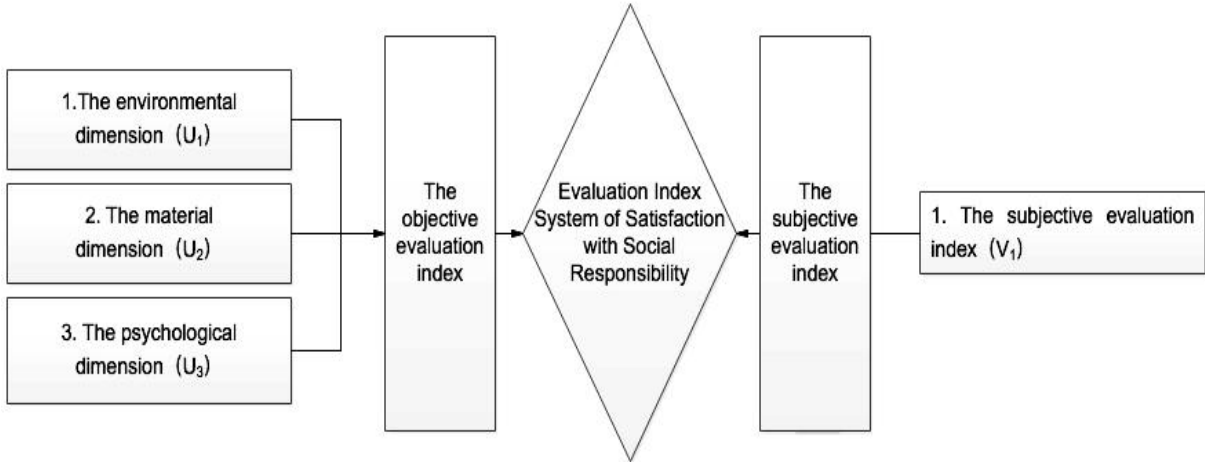 1.The environmental
dimension (U₁)
2. The material
dimension (U₂)
3. The psychological
dimension (U₃)
The
objective
evaluation
index
Evaluation Index
System of Satisfaction
with Social
Responsibility
The
subjective
evaluation
index
1. The subjective evaluation
index (V₁)